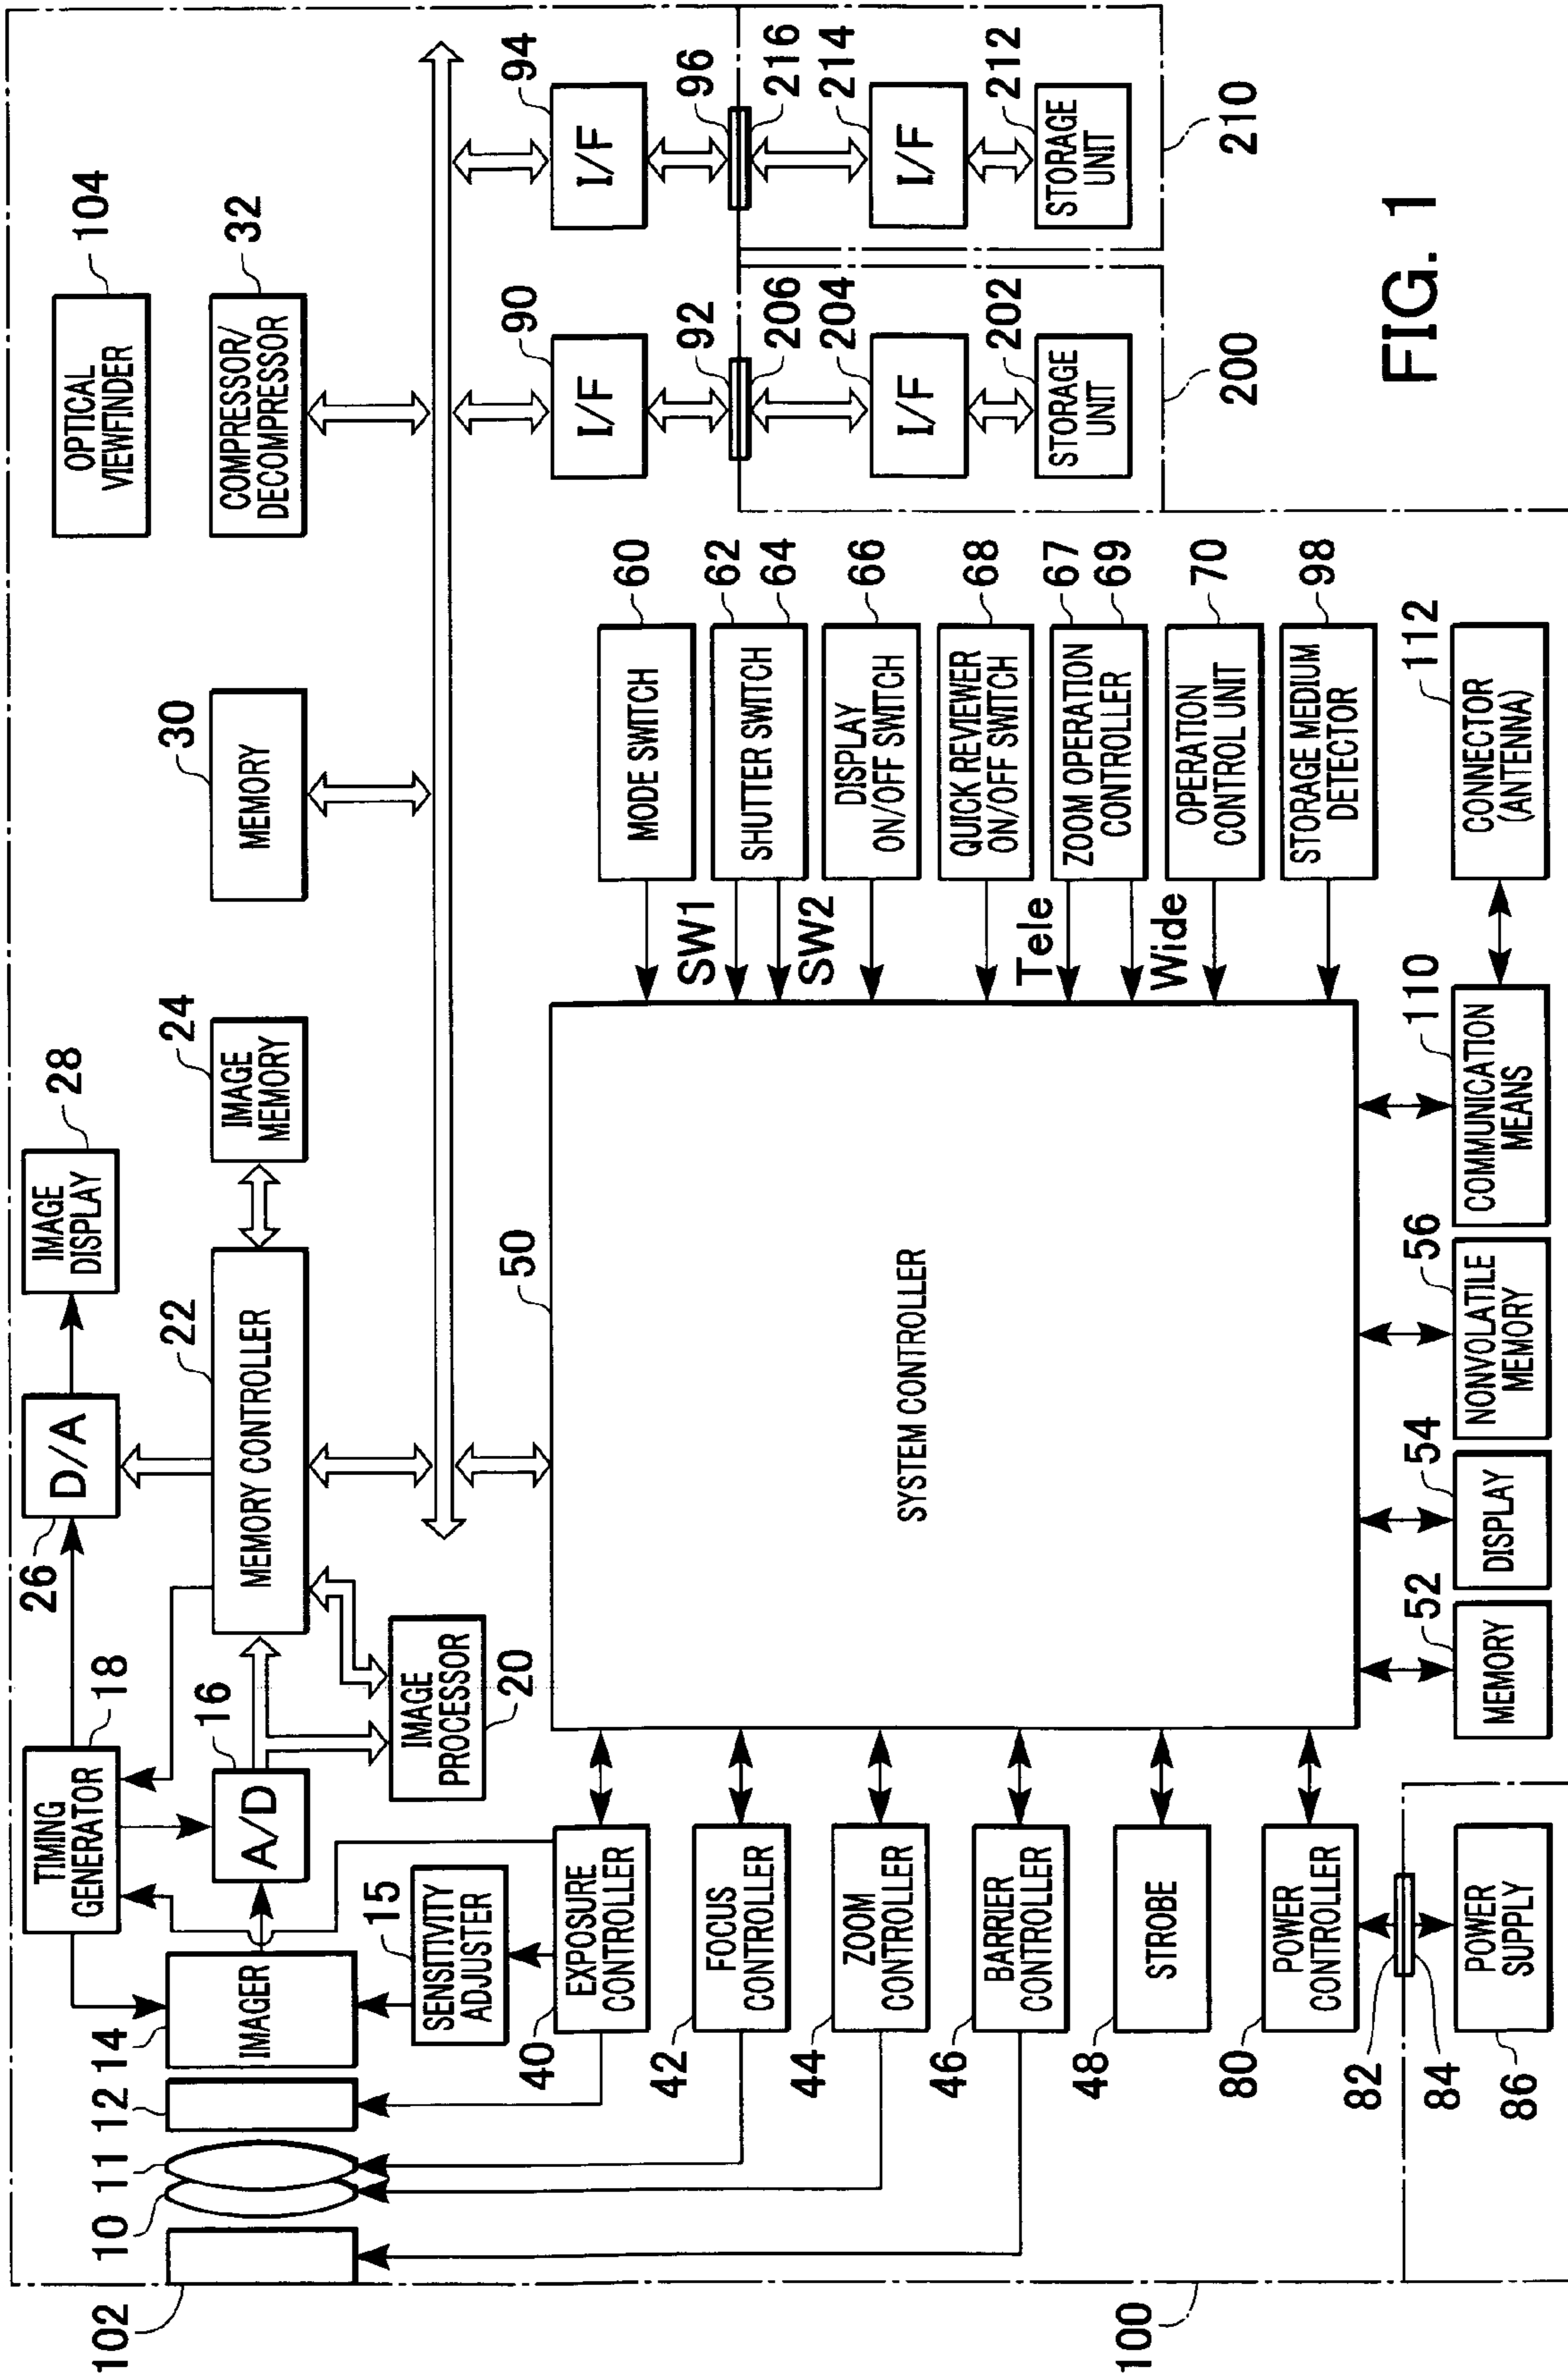 102
10
11
12
114
IMAGER
TIMING
GENERATOR
18
A/D
16
26
D/A
IMAGE
DISPLAY
28
MEMORY CONTROLLER
22
IMAGE
MEMORY
24
MEMORY
30
OPTICAL
VIEWFINDER
104
COMPRESSOR/
DECOMPRESSOR
32
SENSITIVITY
ADJUSTER
15
IMAGE
PROCESSOR
20
EXPOSURE
CONTROLLER
40
FOCUS
CONTROLLER
42
ZOOM
CONTROLLER
44
BARRIER
CONTROLLER
46
STROBE
48
POWER
CONTROLLER
80
82
84
POWER
SUPPLY
86
100
50
SYSTEM CONTROLLER
SW1
SW2
Tele
Wide
MODE SWITCH
60
SHUTTER SWITCH
62
64
DISPLAY
ON/OFF SWITCH
66
QUICK REVIEWER
ON/OFF SWITCH
68
ZOOM OPERATION
CONTROLLER
67
69
OPERATION
CONTROL UNIT
70
STORAGE MEDIUM
DETECTOR
98
MEMORY
52
DISPLAY
54
NONVOLATILE
MEMORY
56
COMMUNICATION
MEANS
110
CONNECTOR
(ANTENNA)
112
I/F
90
92
206
I/F
204
STORAGE
UNIT
202
200
I/F
94
96
216
I/F
214
STORAGE
UNIT
212
210
FIG. 1